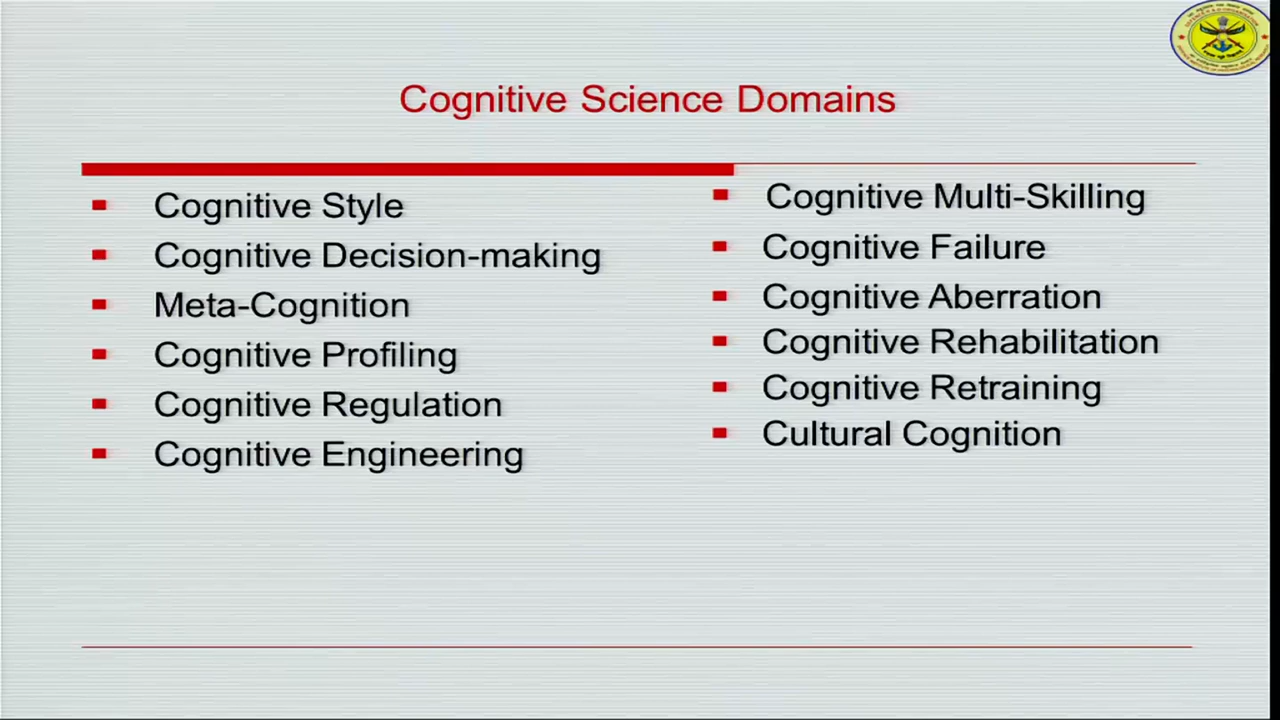 Cognitive Science Domains
Cognitive Style
Cognitive Decision-making
Meta-Cognition
Cognitive Profiling
Cognitive Regulation
Cognitive Engineering
Cognitive Multi-Skilling
Cognitive Failure
Cognitive Aberration
Cognitive Rehabilitation
Cognitive Retraining
Cultural Cognition